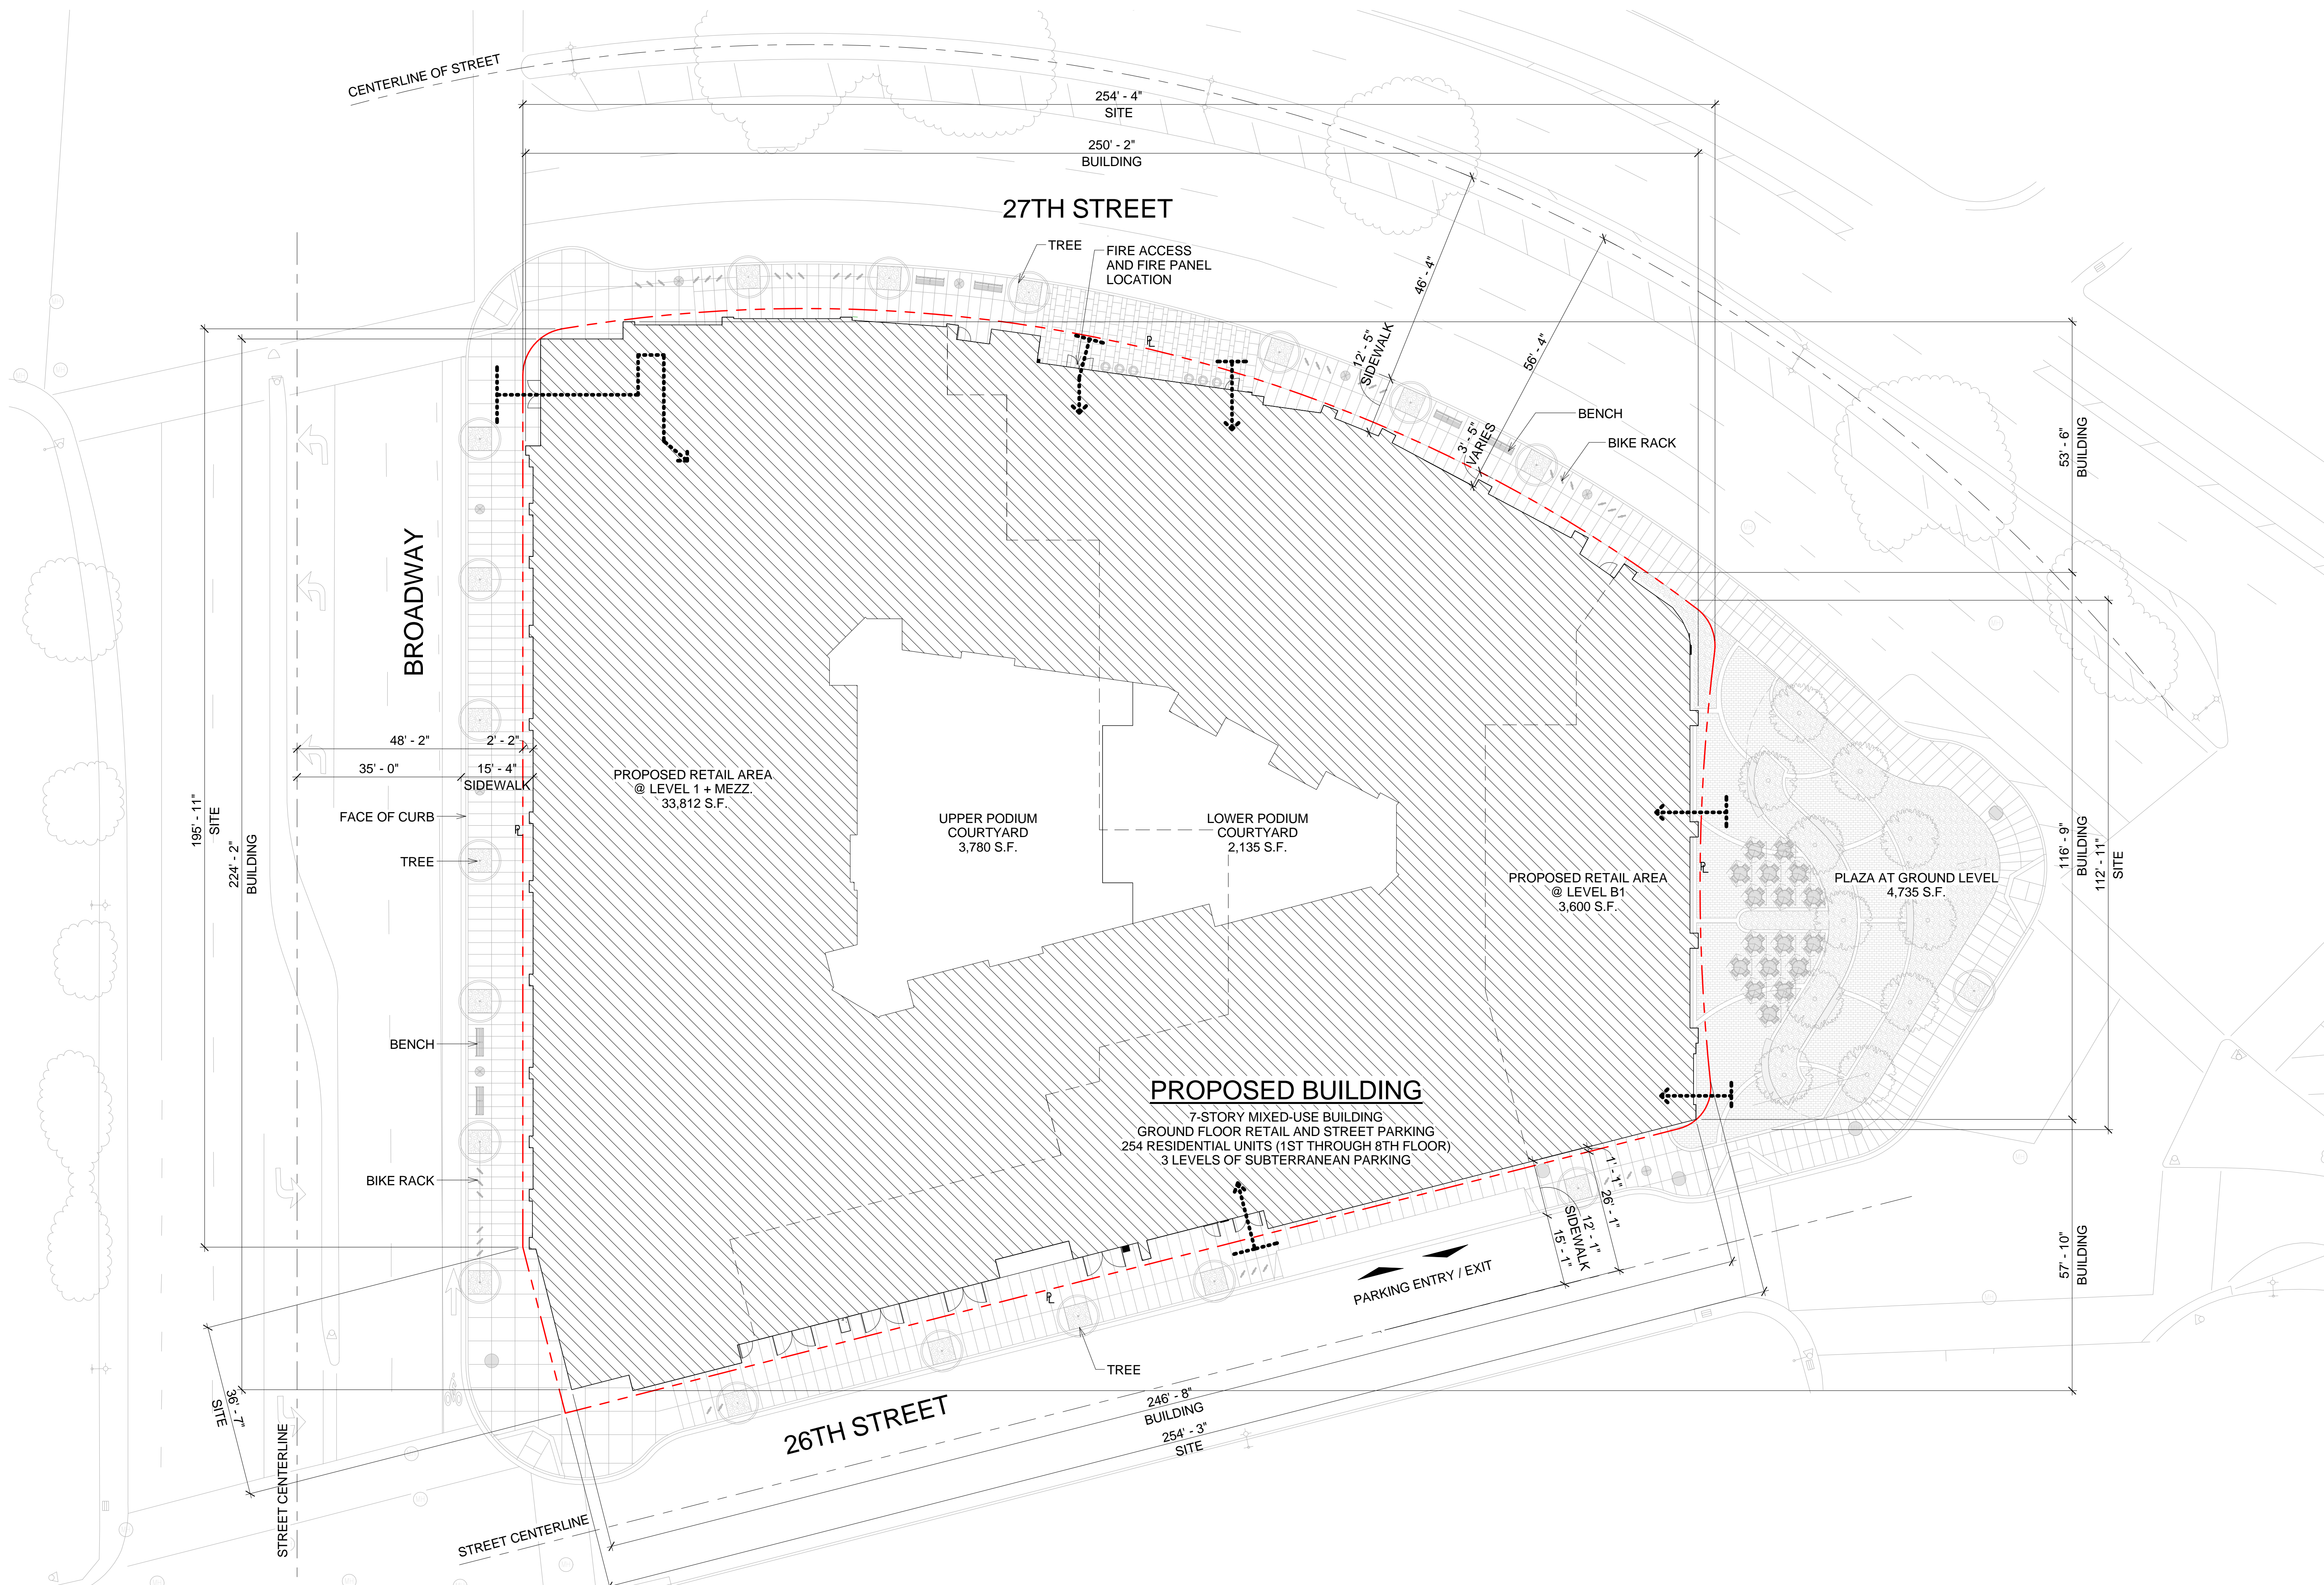 CENTERLINE OF STREET
254' - 4"
SITE
250' - 2"
BUILDING
27TH STREET
TREE
FIRE ACCESS
AND FIRE PANEL
LOCATION
46' - 4"
12' - 5"
SIDEWALK
56' - 4"
3' - 5"
VARIES
BENCH
BIKE RACK
53' - 6"
BUILDING
BROADWAY
48' - 2"
2' - 2"
35' - 0"
15' - 4"
SIDEWALK
195' - 11"
SITE
224' - 2"
BUILDING
FACE OF CURB
TREE
BENCH
BIKE RACK
PROPOSED RETAIL AREA
@ LEVEL 1 + MEZZ.
33,812 S.F.
UPPER PODIUM
COURTYARD
3,780 S.F.
LOWER PODIUM
COURTYARD
2,135 S.F.
PROPOSED RETAIL AREA
@ LEVEL B1
3,600 S.F.
PLAZA AT GROUND LEVEL
4,735 S.F.
116' - 9"
BUILDING
112' - 11"
SITE
PROPOSED BUILDING
7-STORY MIXED-USE BUILDING
GROUND FLOOR RETAIL AND STREET PARKING
254 RESIDENTIAL UNITS (1ST THROUGH 8TH FLOOR)
3 LEVELS OF SUBTERRANEAN PARKING
1' - 1"
26' - 1"
12' - 1"
SIDEWALK
15' - 1"
57' - 10"
BUILDING
PARKING ENTRY / EXIT
TREE
36' - 7"
SITE
26TH STREET
246' - 8"
BUILDING
254' - 3"
SITE
STREET CENTERLINE
STREET CENTERLINE